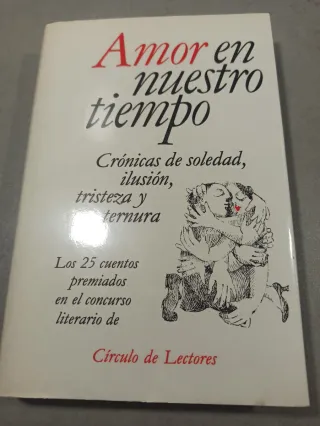 Amor en
nuestro
tiempo
Crónicas de soledad,
ilusión,
tristeza y
ternura
Los 25 cuentos
premiados
en el concurso
literario de
Círculo de Lectores